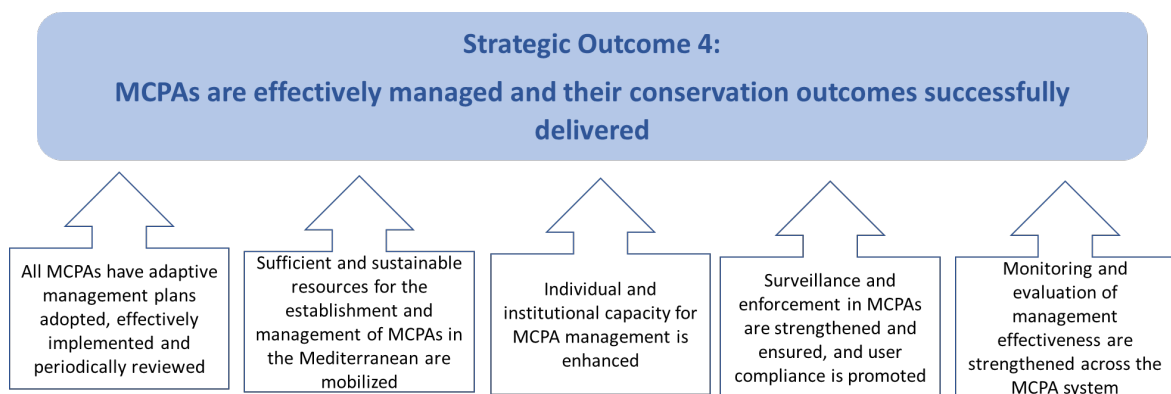 Strategic Outcome 4:
MCPAs are effectively managed and their conservation outcomes successfully
delivered
All MCPAs have adaptive
management plans
adopted, effectively
implemented and
periodically reviewed
Sufficient and sustainable
resources for the
establishment and
management of MCPAs in
the Mediterranean are
mobilized
Individual and
institutional capacity for
MCPA management is
enhanced
Surveillance and
enforcement in MCPAs
are strengthened and
ensured, and user
compliance is promoted
Monitoring and
evaluation of
management
effectiveness are
strengthened across the
MCPA system